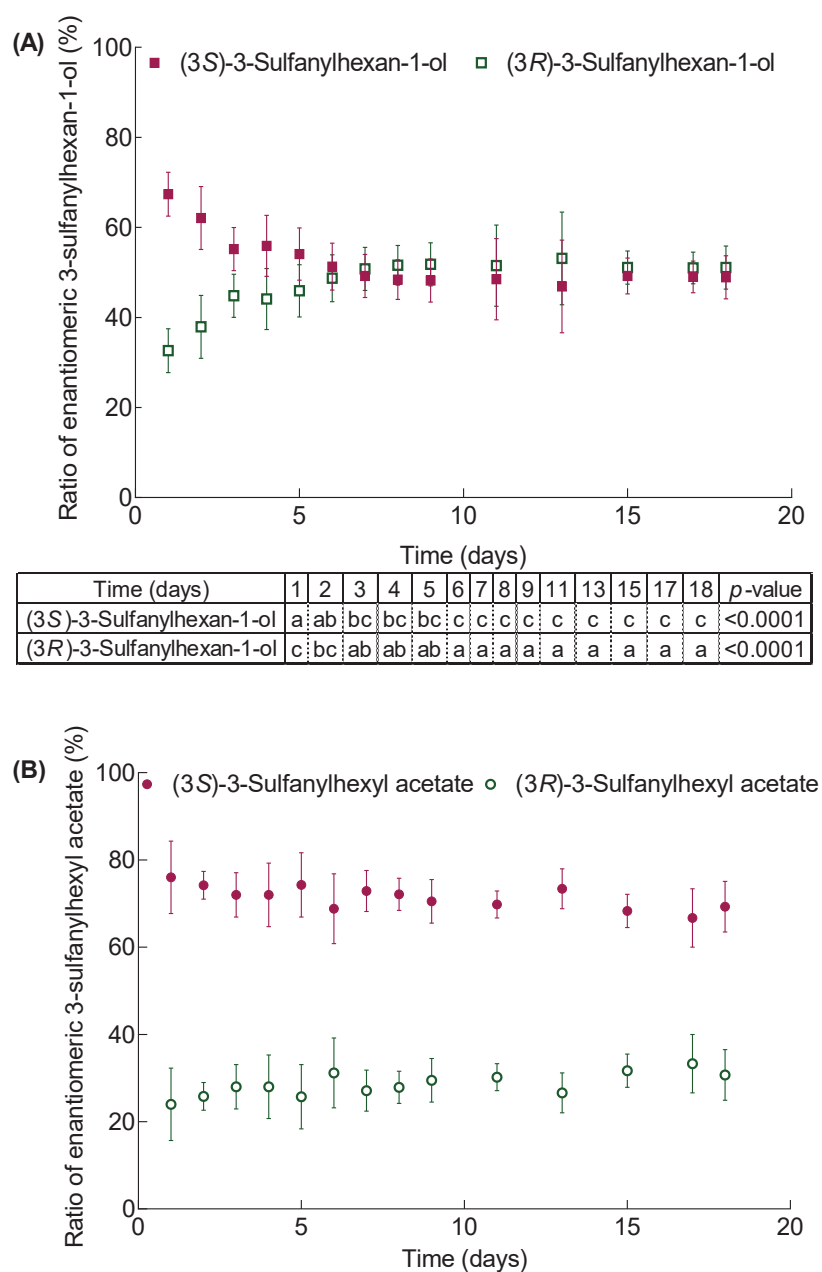 (A)
Ratio of enantiomeric 3-sulfanylhexan-1-ol (%)
(3S)-3-Sulfanylhexan-1-ol (3R)-3-Sulfanylhexan-1-ol
100
80
60
40
20
0
0 5 10 15 20
Time (days)
Time (days) 1 2 3 4 5 6 7 8 9 11 13 15 17 18 p-value
(3S)-3-Sulfanylhexan-1-ol a ab bc bc bc c c c c c c c c c <0.0001
(3R)-3-Sulfanylhexan-1-ol c bc ab ab ab a a a a a a a a a <0.0001
(B)
Ratio of enantiomeric 3-sulfanylhexyl acetate (%)
(3S)-3-Sulfanylhexyl acetate (3R)-3-Sulfanylhexyl acetate
100
80
60
40
20
0
0 5 10 15 20
Time (days)